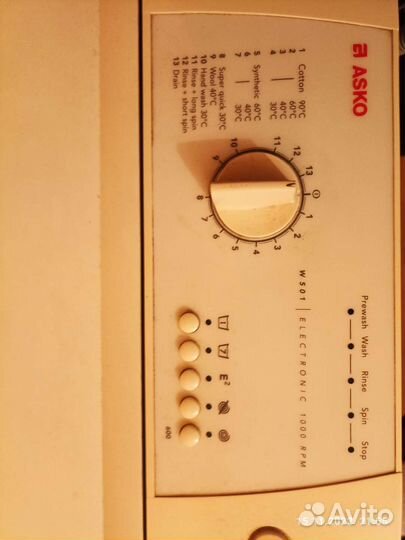 ASKO
1 Cotton 90°C
2 60°C
3 40°C
4 30°C
5 Synthetic 60°C
6 40°C
7 30°C
8 Super quick 30°C
9 Wool 40°C
10 Hand wash 30°C
11 Rinse + long spin
12 Rinse + short spin
13 Drain
1
2
3
4
5
6
7
8
9
10
11
12
13
W501 | ELECTRONIC 1000 RPM
Prewash Wash Rinse Spin Stop
E²
600
Avito